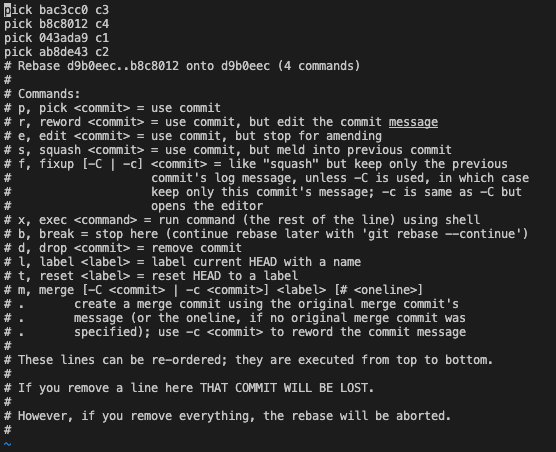 pick bac3cc0 c3
pick b8c8012 c4
pick 043ada9 c1
pick ab8de43 c2
# Rebase d9b0eec..b8c8012 onto d9b0eec (4 commands)
#
# Commands:
# p, pick <commit> = use commit
# r, reword <commit> = use commit, but edit the commit message
# e, edit <commit> = use commit, but stop for amending
# s, squash <commit> = use commit, but meld into previous commit
# f, fixup [-C | -c] <commit> = like "squash" but keep only the previous
#                    commit's log message, unless -C is used, in which case
#                    keep only this commit's message; -c is same as -C but
#                    opens the editor
# x, exec <command> = run command (the rest of the line) using shell
# b, break = stop here (continue rebase later with 'git rebase --continue')
# d, drop <commit> = remove commit
# l, label <label> = label current HEAD with a name
# t, reset <label> = reset HEAD to a label
# m, merge [-C <commit> | -c <commit>] <label> [# <oneline>]
# .       create a merge commit using the original merge commit's
# .       message (or the oneline, if no original merge commit was
# .       specified); use -c <commit> to reword the commit message
#
# These lines can be re-ordered; they are executed from top to bottom.
#
# If you remove a line here THAT COMMIT WILL BE LOST.
#
# However, if you remove everything, the rebase will be aborted.
#
~